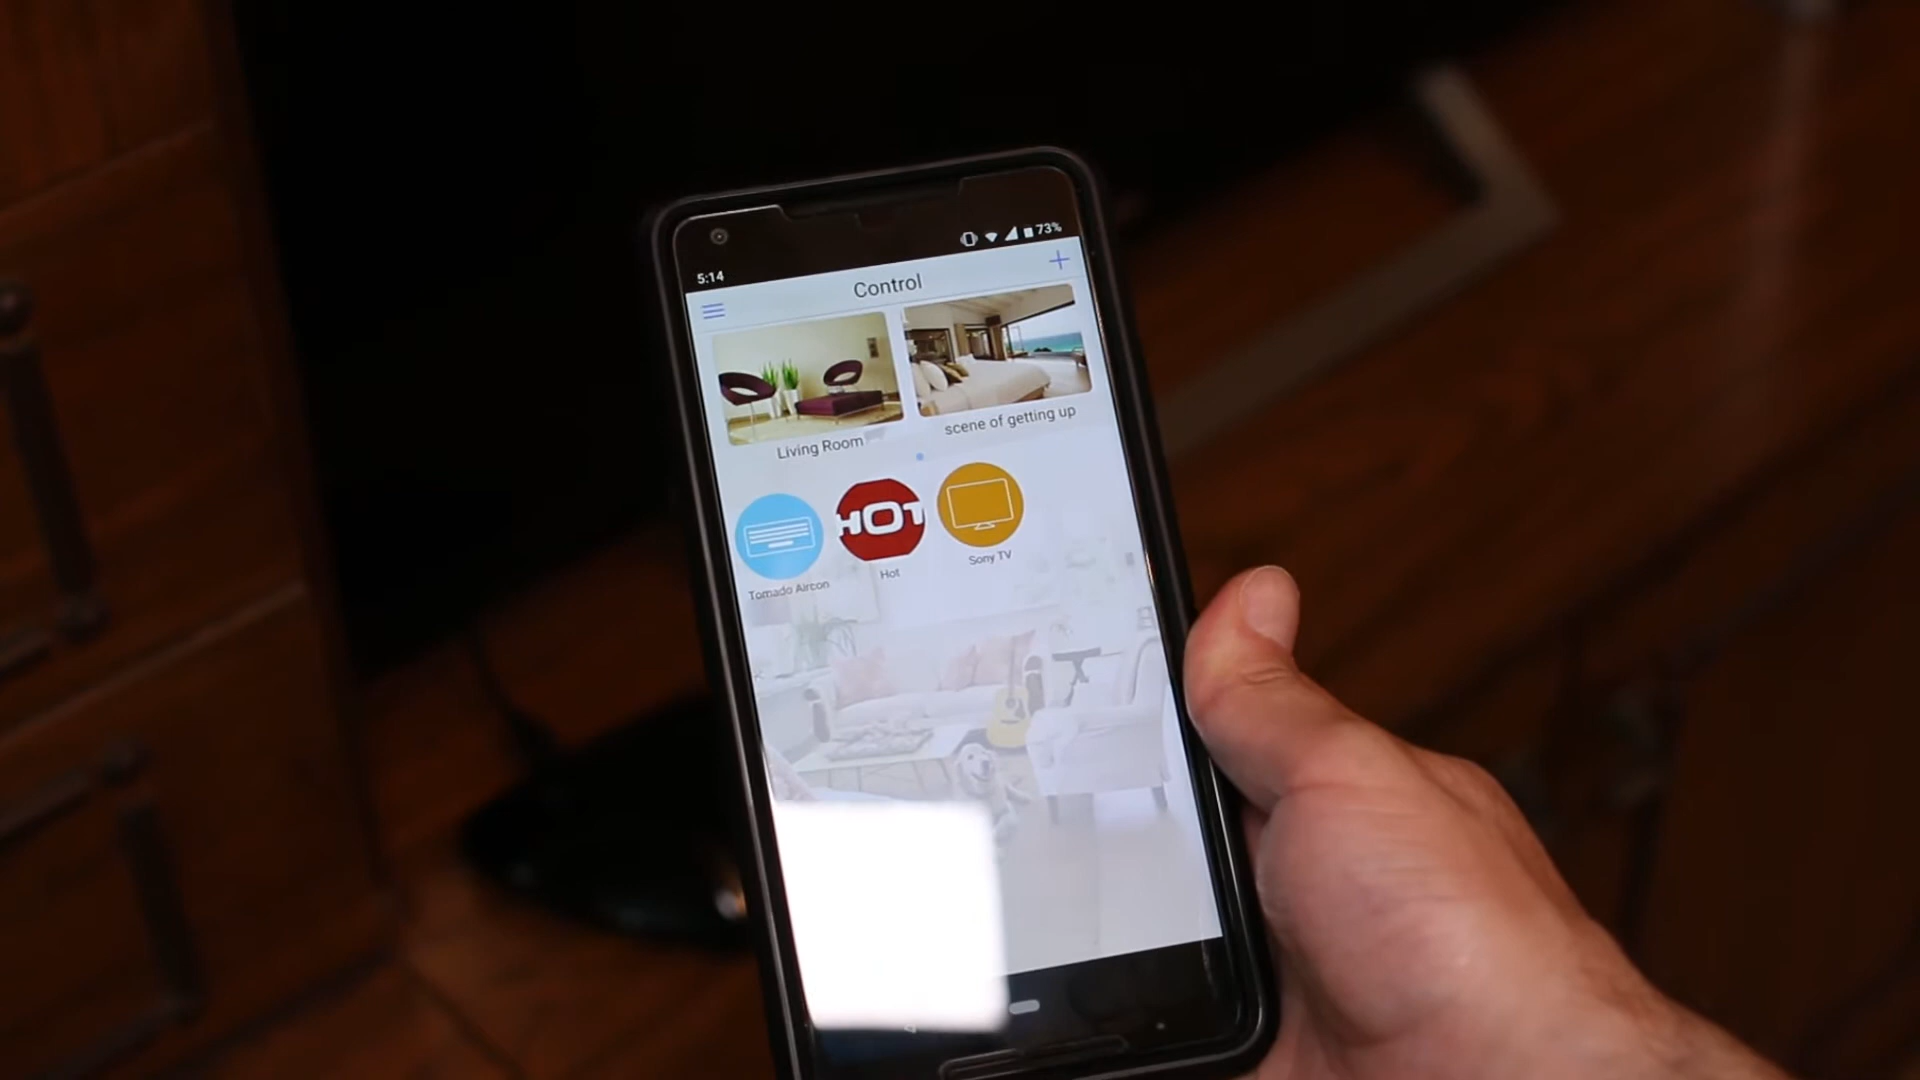 5:14
73%
Control
Living Room
scene of getting up
HOT
Tornado Aircon
Hot
Sony TV